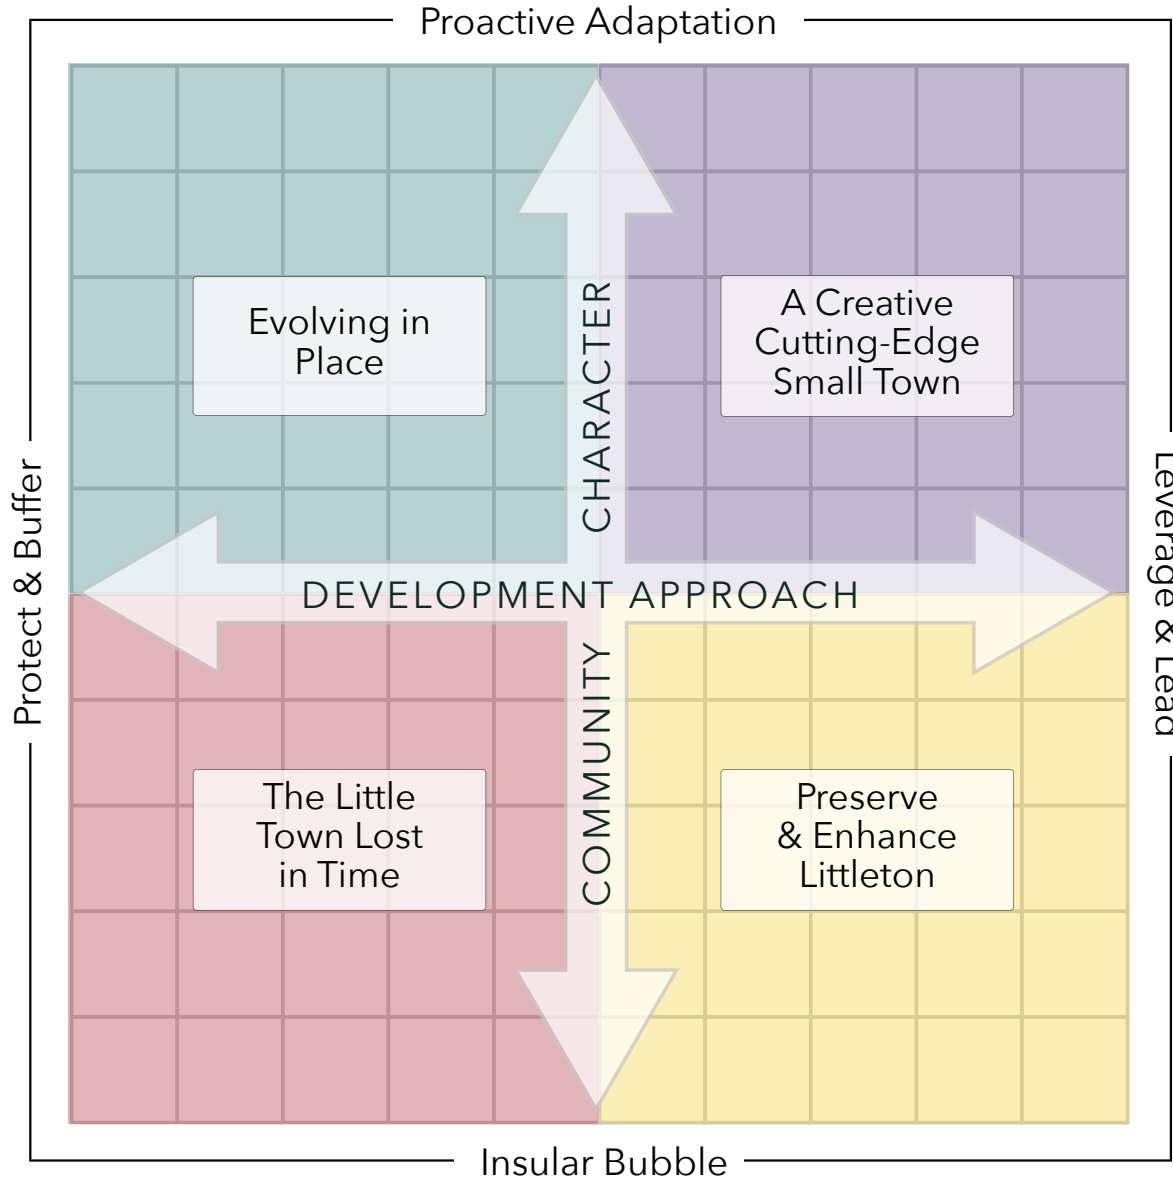 Proactive Adaptation
Evolving in
Place
A Creative
Cutting-Edge
Small Town
CHARACTER
Protect & Buffer
Leverage & Lead
DEVELOPMENT APPROACH
COMMUNITY
The Little
Town Lost
in Time
Preserve
& Enhance
Littleton
Insular Bubble